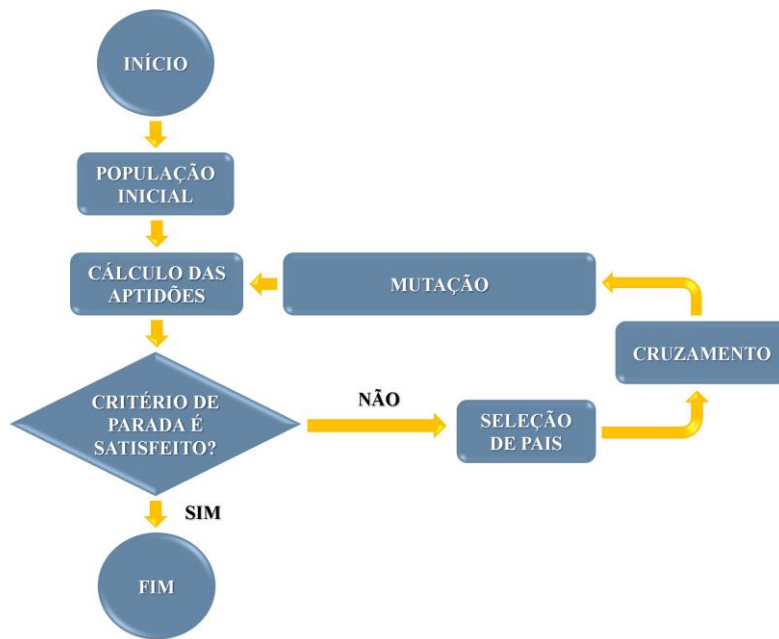 INÍCIO
POPULAÇÃO
INICIAL
CÁLCULO DAS
APTIDÕES
MUTAÇÃO
CRUZAMENTO
CRITÉRIO DE
PARADA É
SATISFEITO?
NÃO
SELEÇÃO
DE PAIS
SIM
FIM